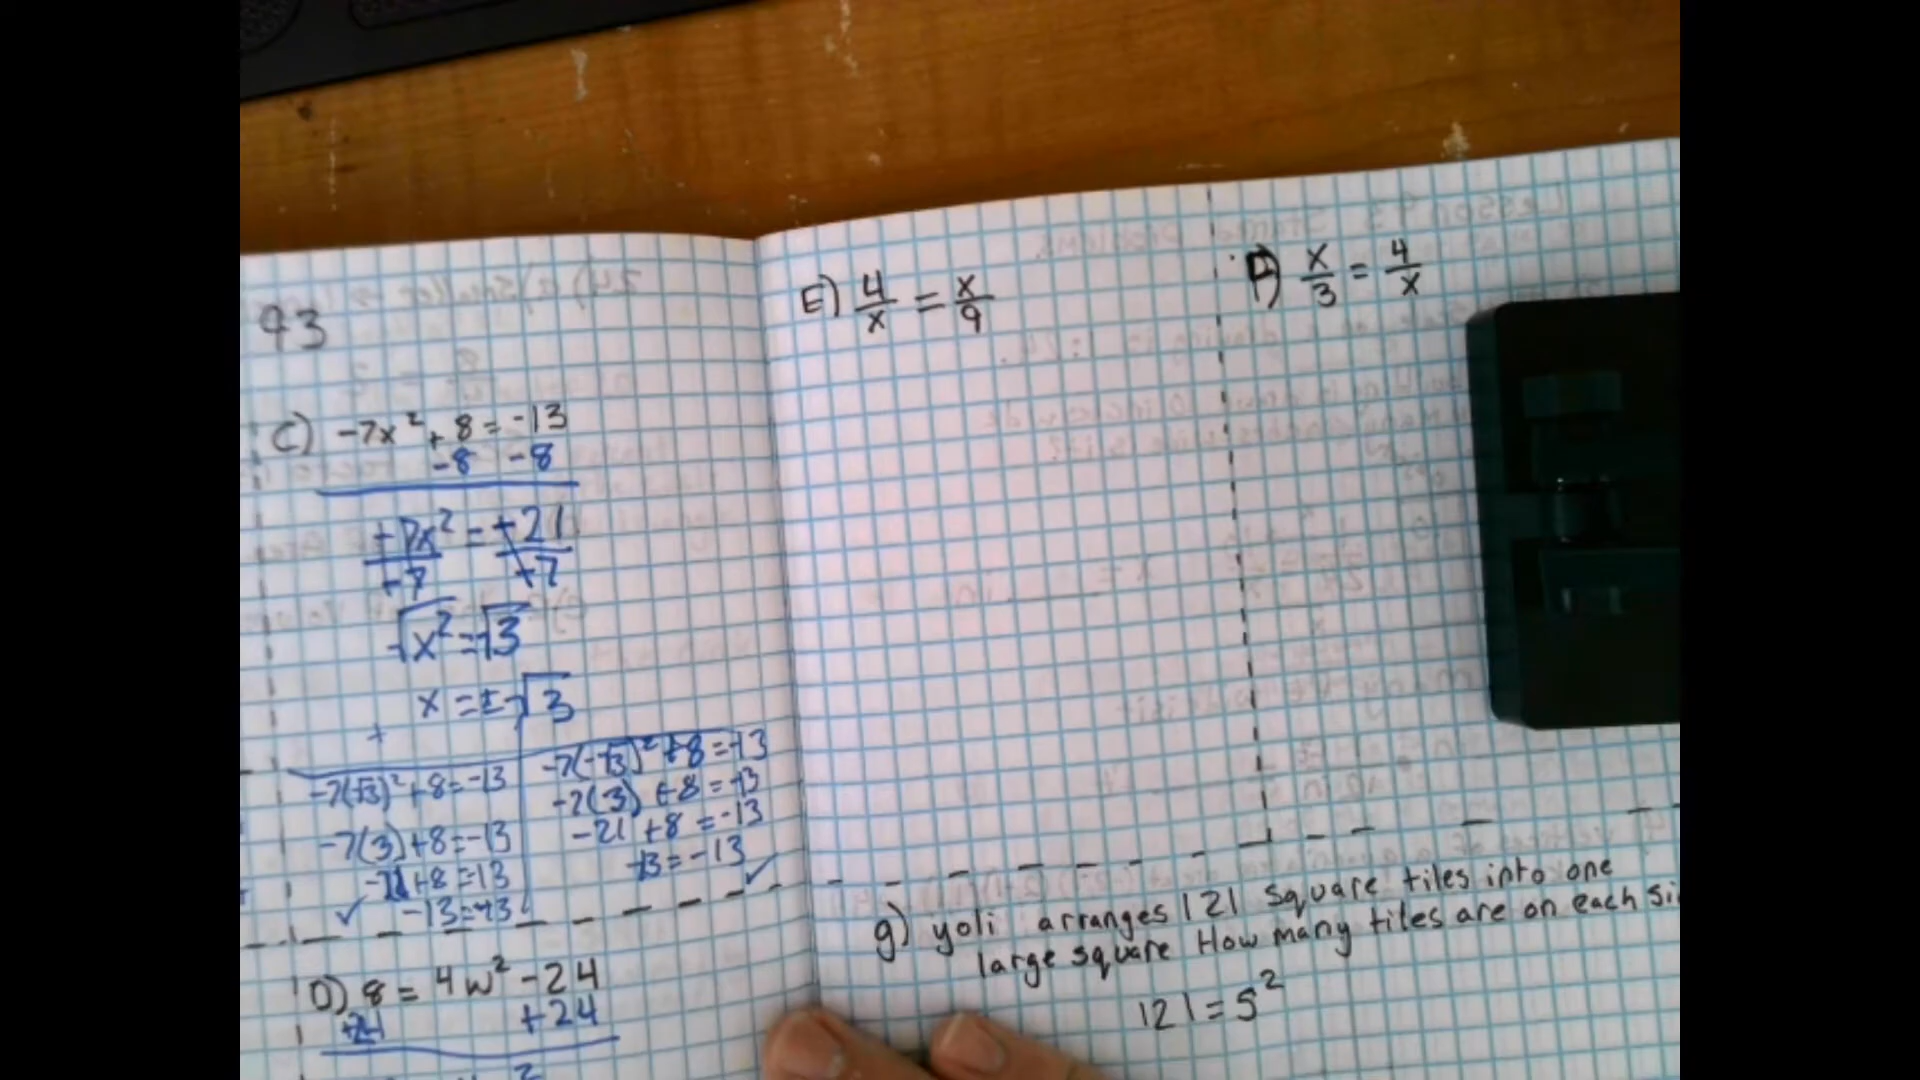 93
C) -7x² + 8 = -13
-8 -8
+7x² = +21
+7 +7
√x² = √3
x = ±√3
+
-7(√3)² + 8 = -13
-7(3) + 8 = -13
-21 + 8 = 13
✓ -13 = -13
-7(-√3)² + 8 = -13
-7(3) + 8 = -13
-21 + 8 = -13
-13 = -13 ✓
D) 8 = 4w² - 24
+24 +24
E) 4/x = x/9
F) x/3 = 4/x
g) yoli arranges 121 square tiles into one
large square How many tiles are on each
121 = S²